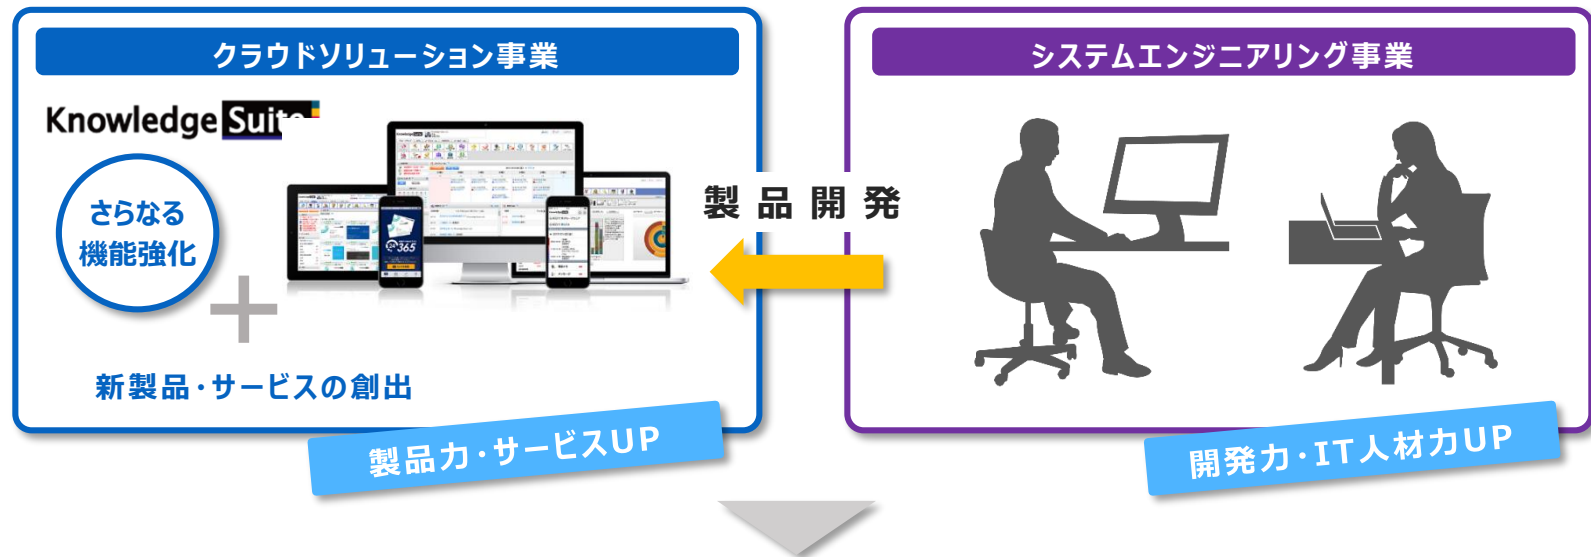 クラウドソリューション事業
Knowledge Suite
さらなる
機能強化
+
新製品・サービスの創出
製品力・サービスUP
製品開発
システムエンジニアリング事業
開発力・IT人材力UP
365